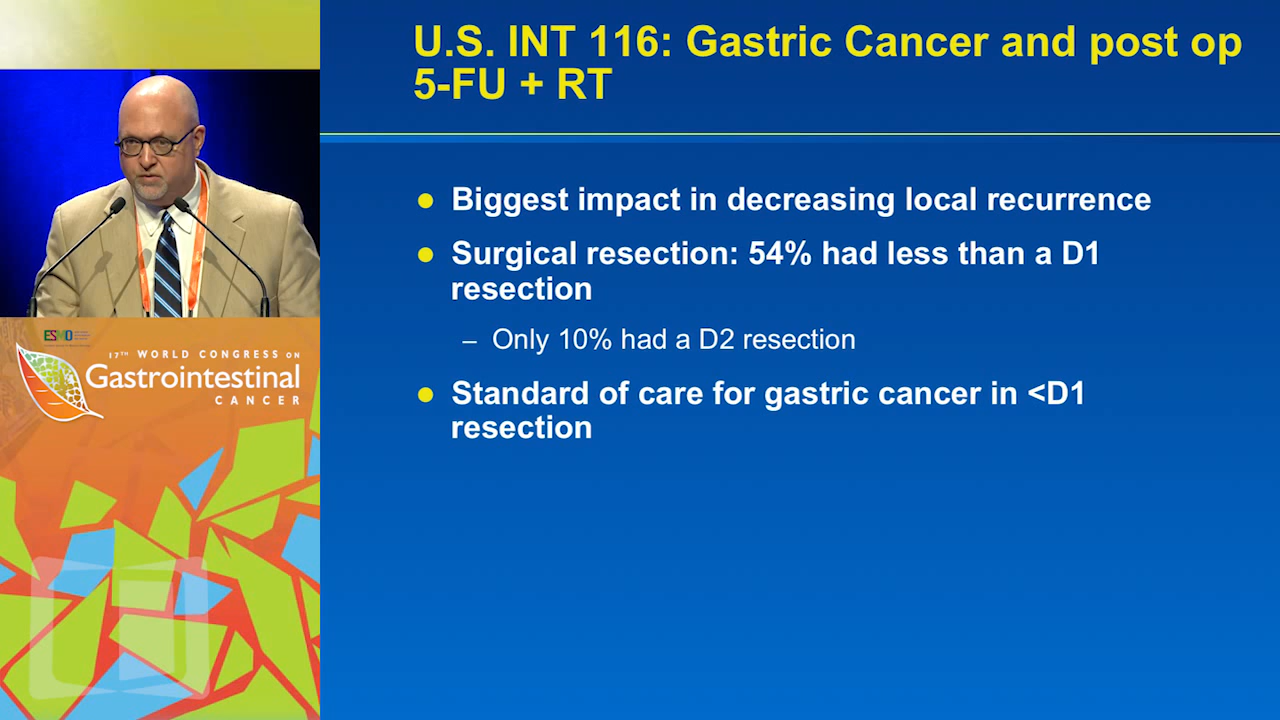 U.S. INT 116: Gastric Cancer and post op
5-FU + RT
● Biggest impact in decreasing local recurrence
● Surgical resection: 54% had less than a D1
resection
– Only 10% had a D2 resection
● Standard of care for gastric cancer in <D1
resection
ESMO
17TH WORLD CONGRESS ON
Gastrointestinal
CANCER